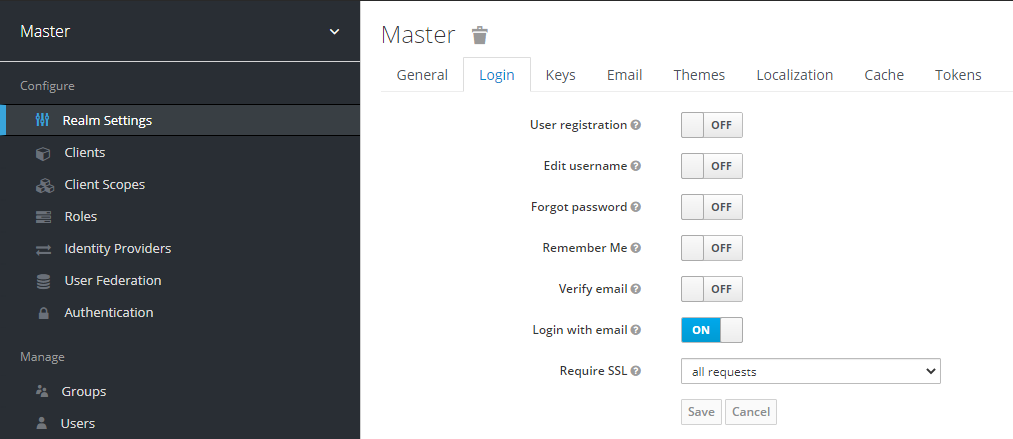 Master
Configure
Realm Settings
Clients
Client Scopes
Roles
Identity Providers
User Federation
Authentication
Manage
Groups
Users
Master
General Login Keys Email Themes Localization Cache Tokens
User registration OFF
Edit username OFF
Forgot password OFF
Remember Me OFF
Verify email OFF
Login with email ON
Require SSL all requests
Save Cancel